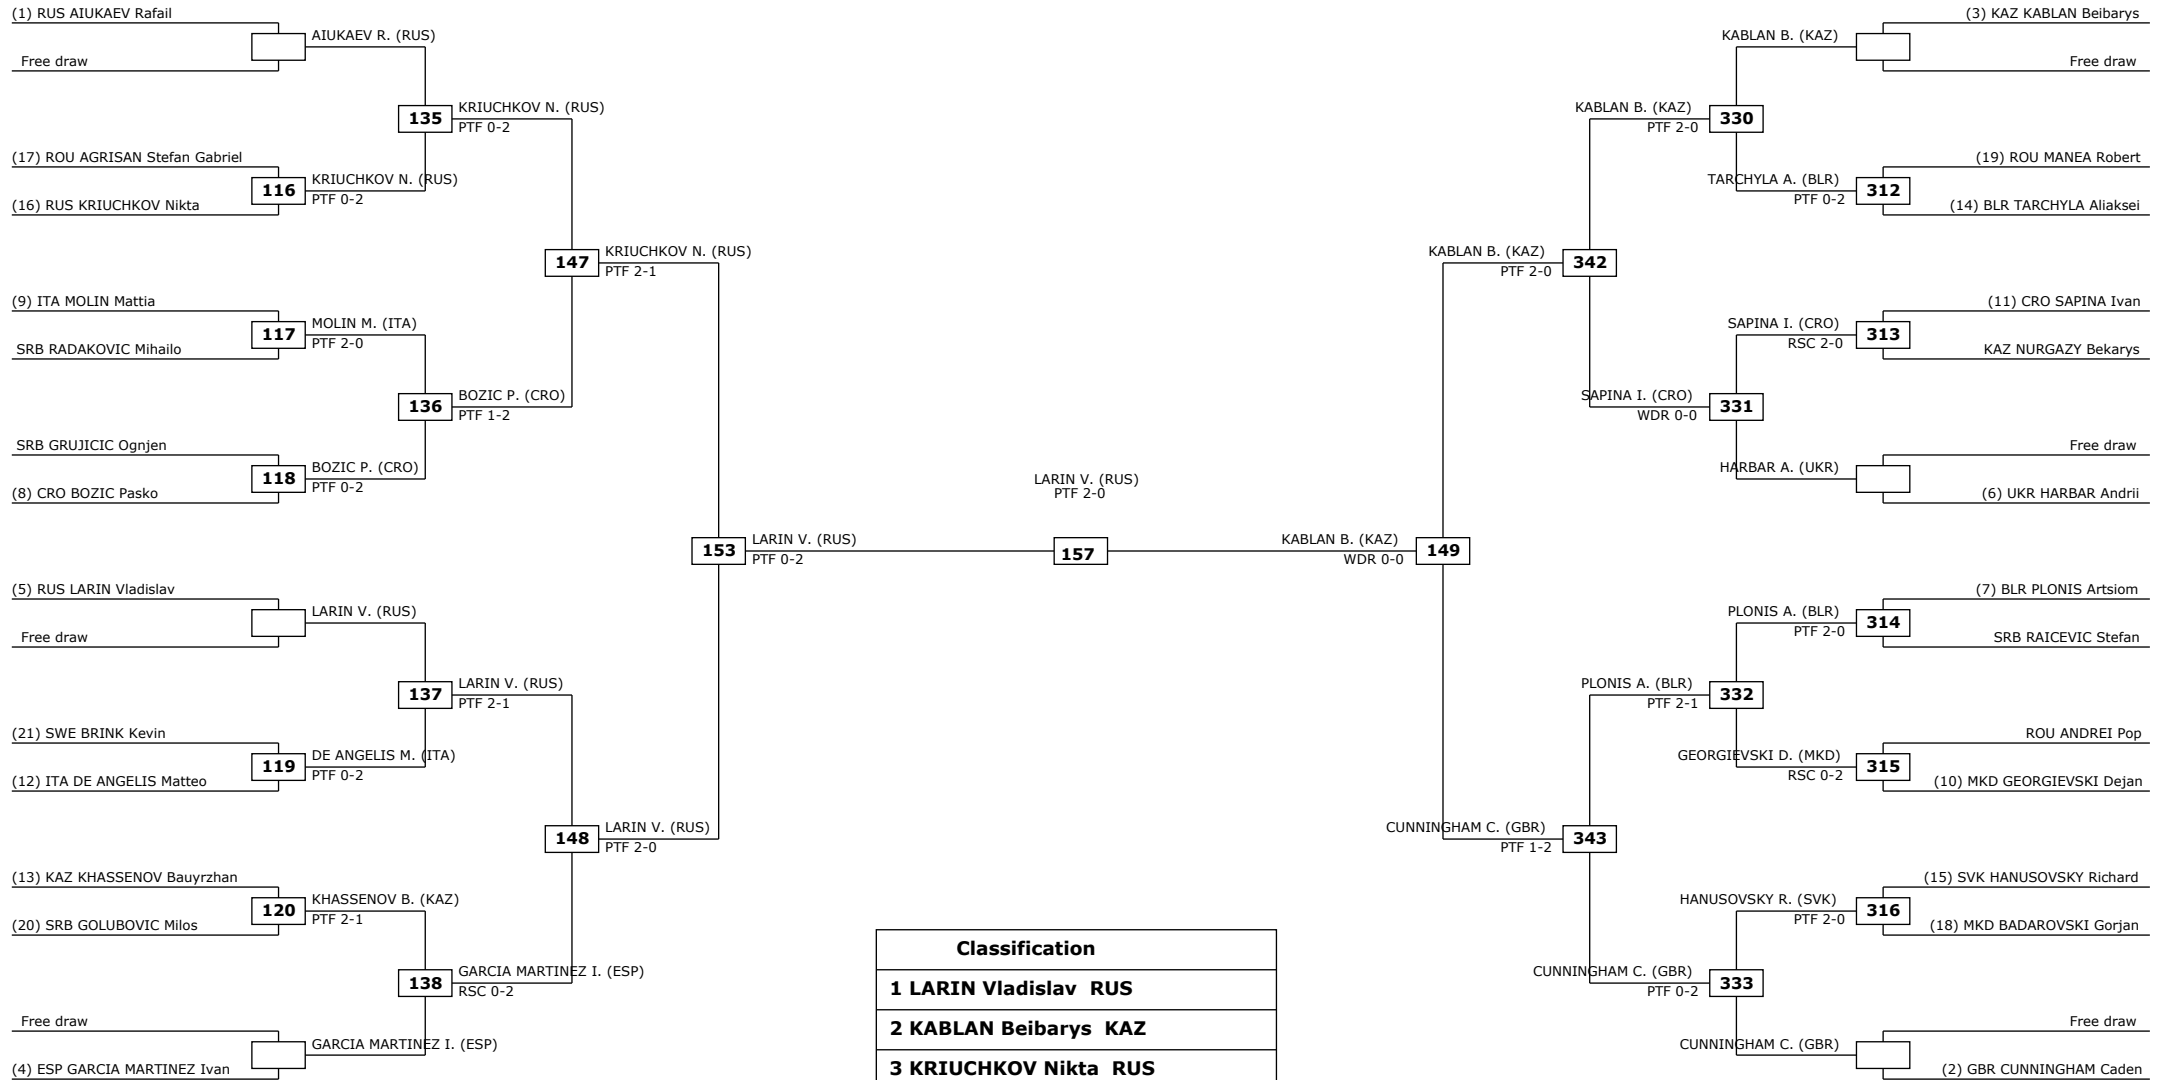 (1) RUS AIUKAEV Rafail
AIUKAEV R. (RUS)
Free draw
135
KRIUCHKOV N. (RUS)
PTF 0-2
(17) ROU AGRISAN Stefan Gabriel
116
KRIUCHKOV N. (RUS)
PTF 0-2
(16) RUS KRIUCHKOV Nikta
147
KRIUCHKOV N. (RUS)
PTF 2-1
(9) ITA MOLIN Mattia
117
MOLIN M. (ITA)
PTF 2-0
SRB RADAKOVIC Mihailo
136
BOZIC P. (CRO)
PTF 1-2
SRB GRUJICIC Ognjen
118
BOZIC P. (CRO)
PTF 0-2
(8) CRO BOZIC Pasko
153
LARIN V. (RUS)
PTF 0-2
(5) RUS LARIN Vladislav
LARIN V. (RUS)
Free draw
137
LARIN V. (RUS)
PTF 2-1
(21) SWE BRINK Kevin
119
DE ANGELIS M. (ITA)
PTF 0-2
(12) ITA DE ANGELIS Matteo
148
LARIN V. (RUS)
PTF 2-0
(13) KAZ KHASSENOV Bauyrzhan
120
KHASSENOV B. (KAZ)
PTF 2-1
(20) SRB GOLUBOVIC Milos
138
GARCIA MARTINEZ I. (ESP)
RSC 0-2
Free draw
GARCIA MARTINEZ I. (ESP)
(4) ESP GARCIA MARTINEZ Ivan
LARIN V. (RUS)
PTF 2-0
157
(3) KAZ KABLAN Beibarys
KABLAN B. (KAZ)
Free draw
KABLAN B. (KAZ)
PTF 2-0
330
(19) ROU MANEA Robert
TARCHYLA A. (BLR)
PTF 0-2
312
(14) BLR TARCHYLA Aliaksei
KABLAN B. (KAZ)
PTF 2-0
342
(11) CRO SAPINA Ivan
SAPINA I. (CRO)
RSC 2-0
313
KAZ NURGAZY Bekarys
SAPINA I. (CRO)
WDR 0-0
331
Free draw
HARBAR A. (UKR)
(6) UKR HARBAR Andrii
KABLAN B. (KAZ)
WDR 0-0
149
(7) BLR PLONIS Artsiom
PLONIS A. (BLR)
PTF 2-0
314
SRB RAICEVIC Stefan
PLONIS A. (BLR)
PTF 2-1
332
ROU ANDREI Pop
GEORGIEVSKI D. (MKD)
RSC 0-2
315
(10) MKD GEORGIEVSKI Dejan
CUNNINGHAM C. (GBR)
PTF 1-2
343
(15) SVK HANUSOVSKY Richard
HANUSOVSKY R. (SVK)
PTF 2-0
316
(18) MKD BADAROVSKI Gorjan
CUNNINGHAM C. (GBR)
PTF 0-2
333
Free draw
CUNNINGHAM C. (GBR)
(2) GBR CUNNINGHAM Caden
Classification
1 LARIN Vladislav RUS
2 KABLAN Beibarys KAZ
3 KRIUCHKOV Nikta RUS